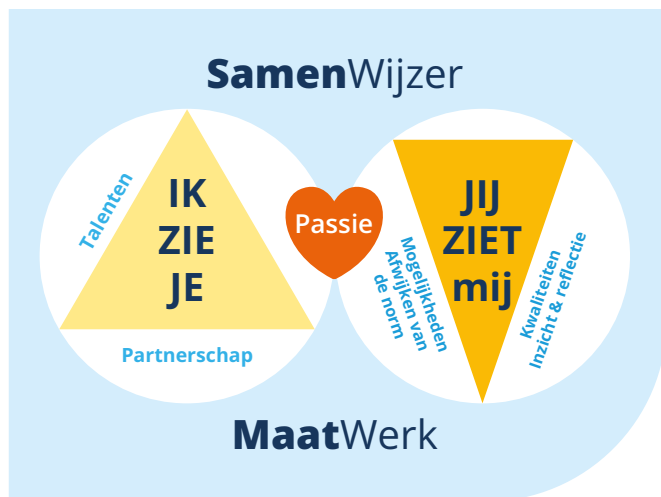 SamenWijzer
Talenten
IK
ZIE
JE
Partnerschap
Passie
JIJ
ZIET
mij
Mogelijkheden
Afwijken van
de norm
Kwaliteiten
Inzicht & reflectie
MaatWerk